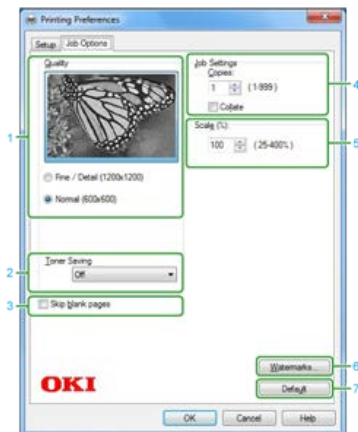 Printing Preferences
Setup Job Options
Quality
Fine / Detail (1200x1200)
Normal (600x600)
Toner Saving
Off
Skip blank pages
Job Settings
Copies:
1 (1-999)
Collate
Scale (%):
100 (25-400%)
1
2
3
4
5
6
7
Watermarks...
Default
OKI
OK Cancel Help